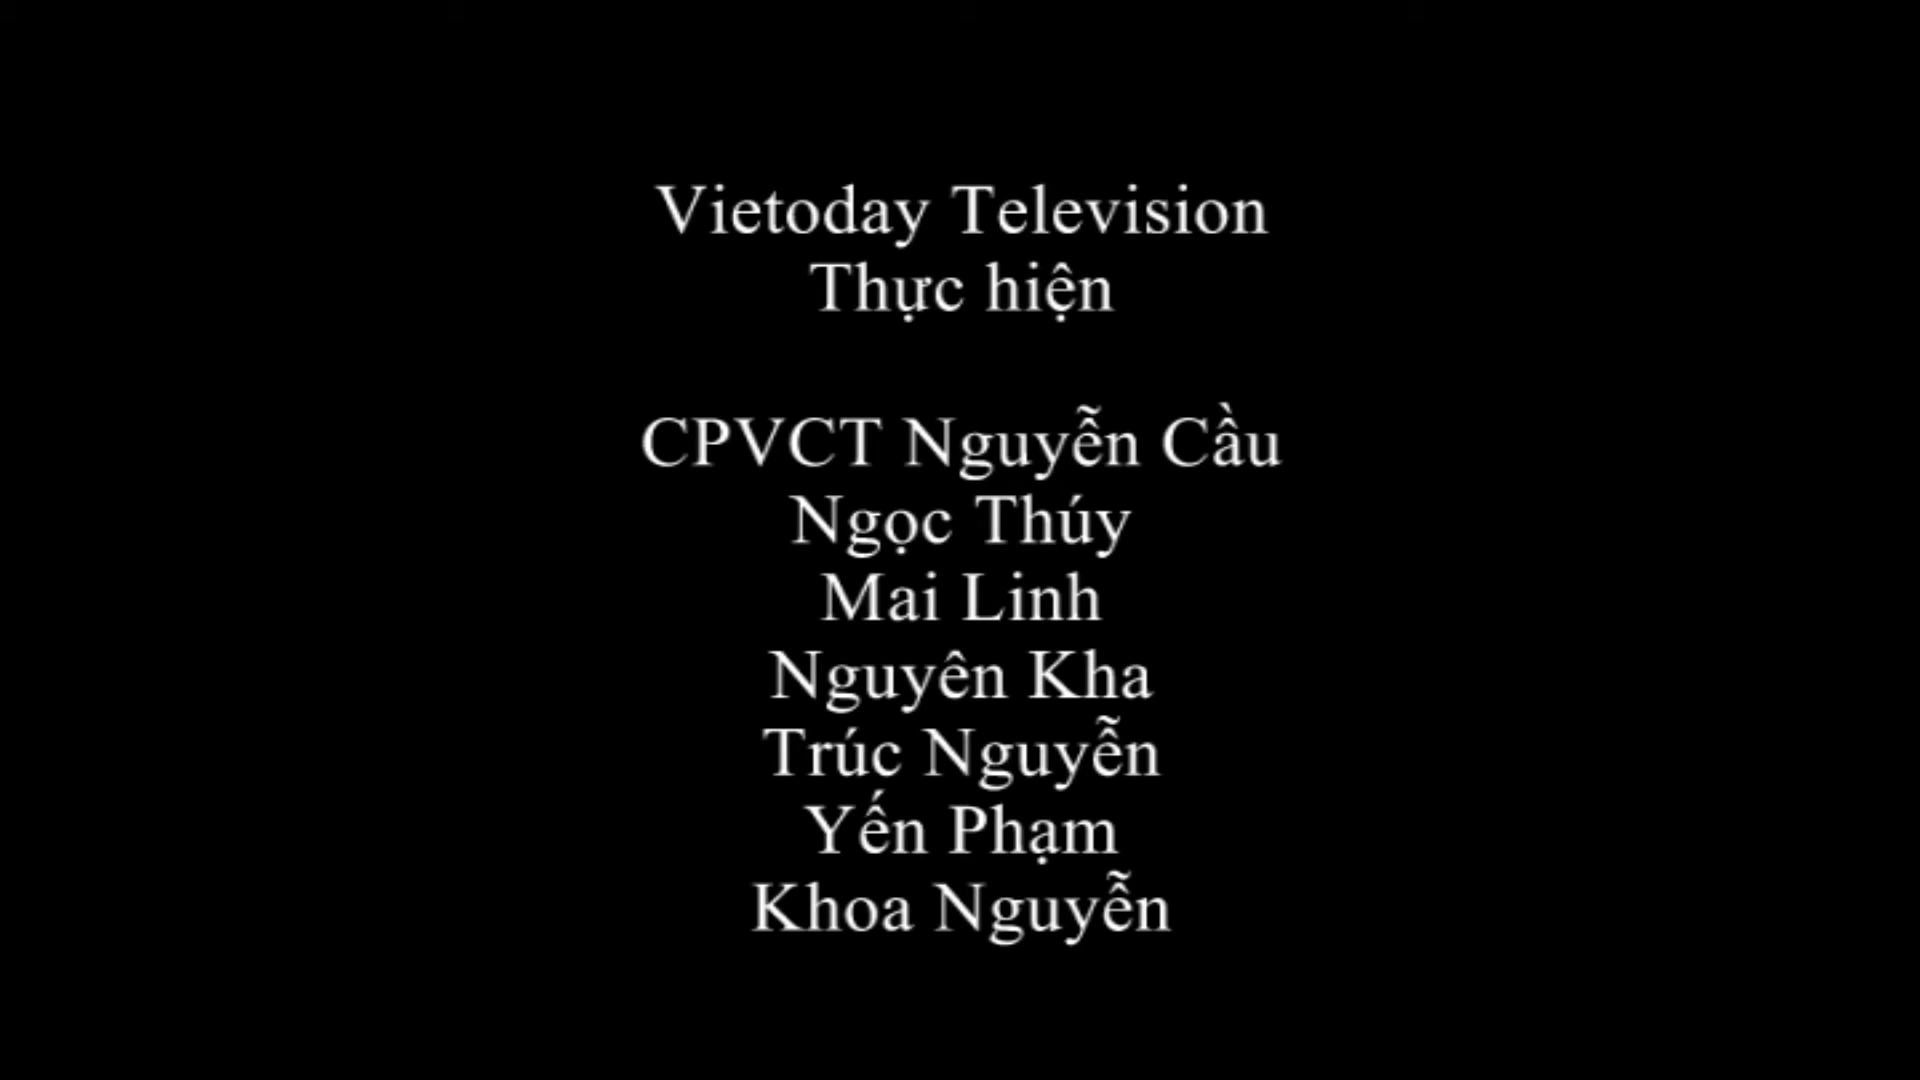 Vietoday Television
Thực hiện
CPVCT Nguyễn Cầu
Ngọc Thúy
Mai Linh
Nguyên Kha
Trúc Nguyễn
Yến Phạm
Khoa Nguyễn